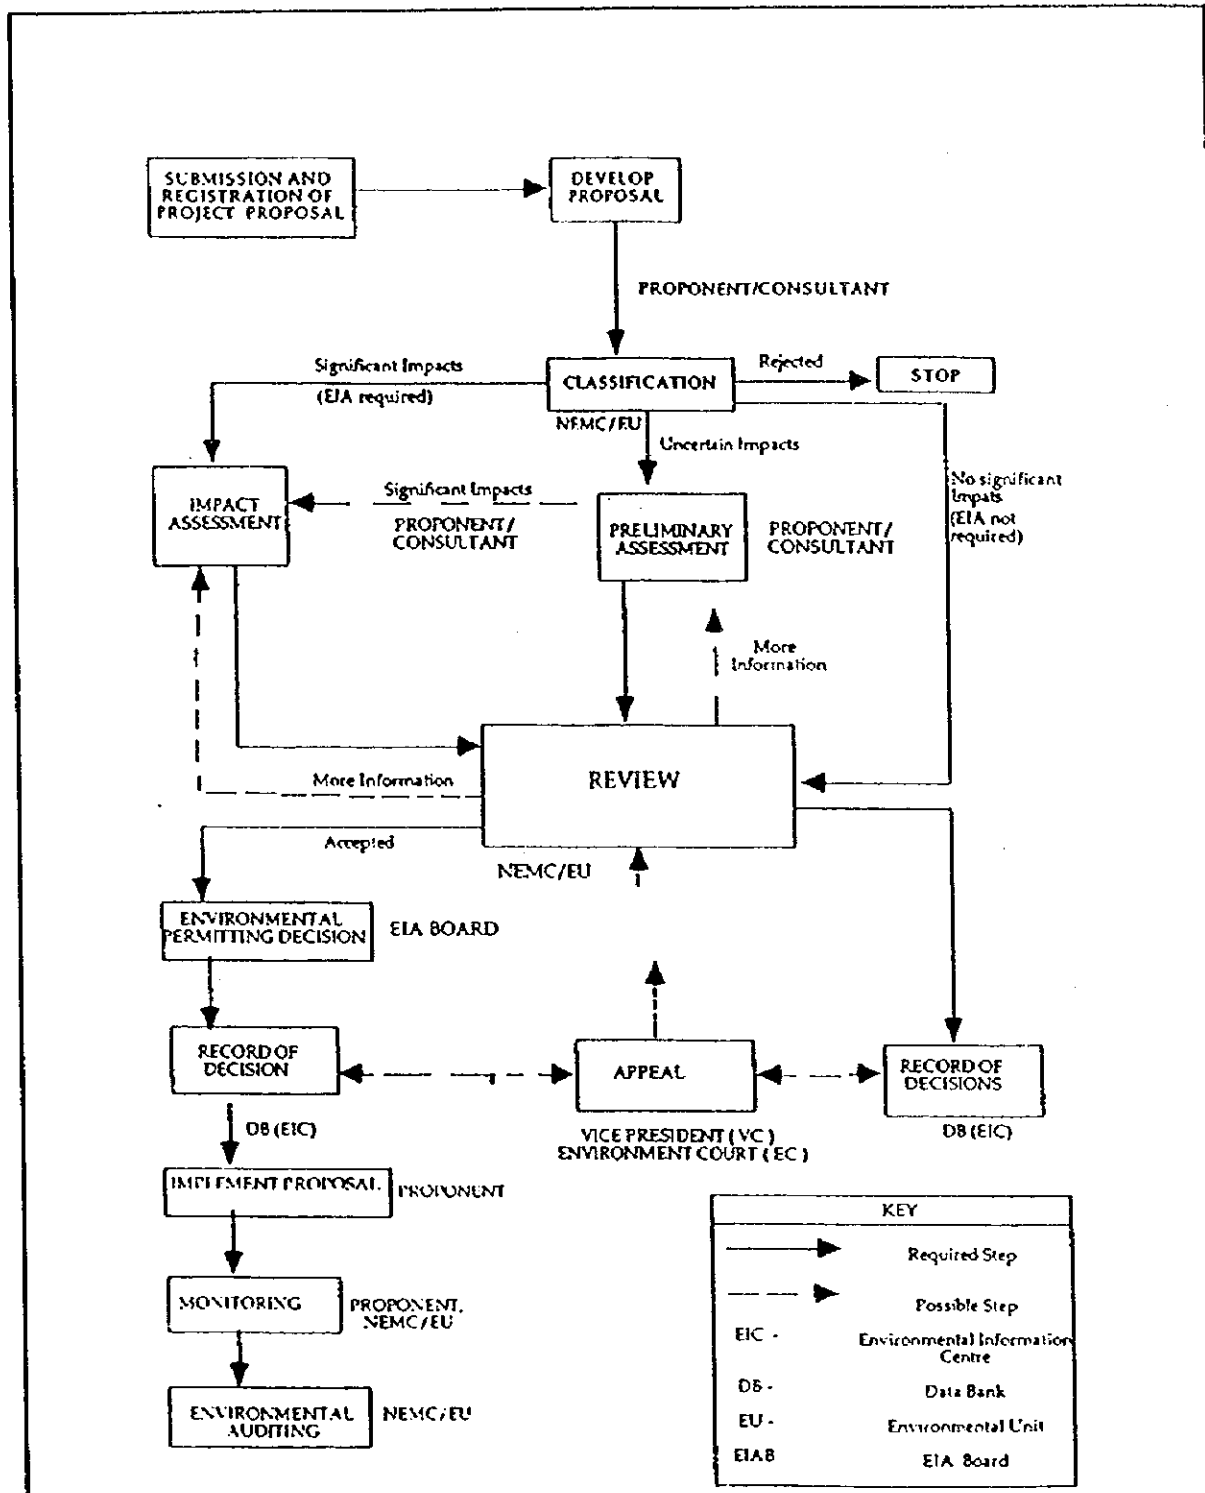 SUBMISSION AND
REGISTRATION OF
PROJECT PROPOSAL
DEVELOP
PROPOSAL
PROPONENT/CONSULTANT
Significant Impacts
(EIA required)
CLASSIFICATION
Rejected
STOP
NEMC/EU
Uncertain Impacts
No significant
Impats
(EIA not
required)
IMPACT
ASSESSMENT
Significant Impacts
PROPONENT/
CONSULTANT
PRELIMINARY
ASSESSMENT
PROPONENT/
CONSULTANT
More
Information
REVIEW
More Information
Accepted
NEMC/EU
ENVIRONMENTAL
PERMITTING DECISION
EIA BOARD
RECORD OF
DECISION
APPEAL
RECORD OF
DECISIONS
DB (EIC)
VICE PRESIDENT ( VC )
ENVIRONMENT COURT ( EC )
DB (EIC)
IMPLEMENT PROPOSAL
PROPONENT
MONITORING
PROPONENT,
NEMC/EU
ENVIRONMENTAL
AUDITING
NEMC/EU
KEY
Required Step
Possible Step
EIC - Environmental Information
Centre
DB - Data Bank
EU - Environmental Unit
EIAB EIA Board